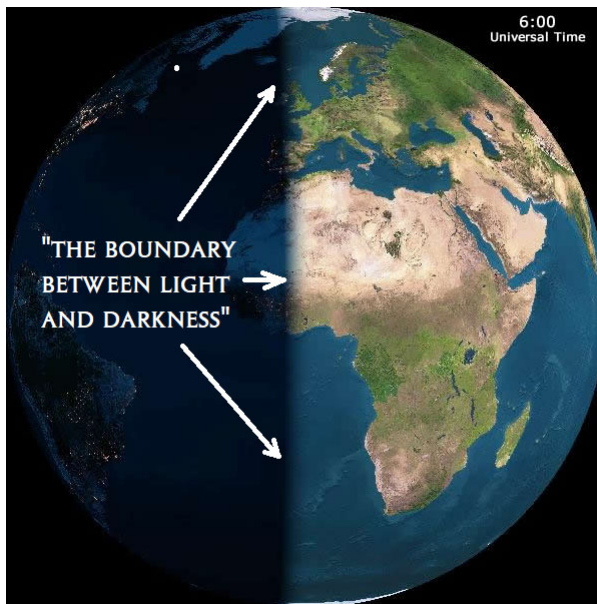 6:00
Universal Time
"THE BOUNDARY
BETWEEN LIGHT
AND DARKNESS"